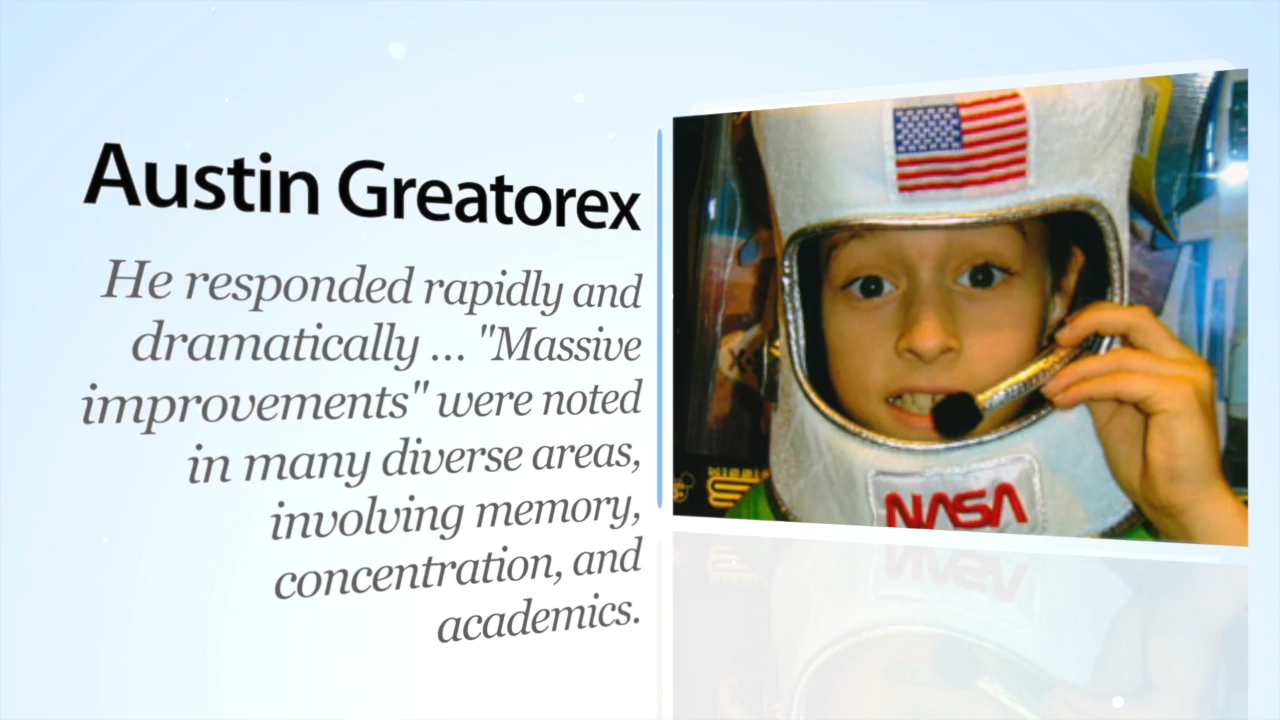 Austin Greatorex
He responded rapidly and
dramatically ... "Massive
improvements" were noted
in many diverse areas,
involving memory,
concentration, and
academics.
NASA